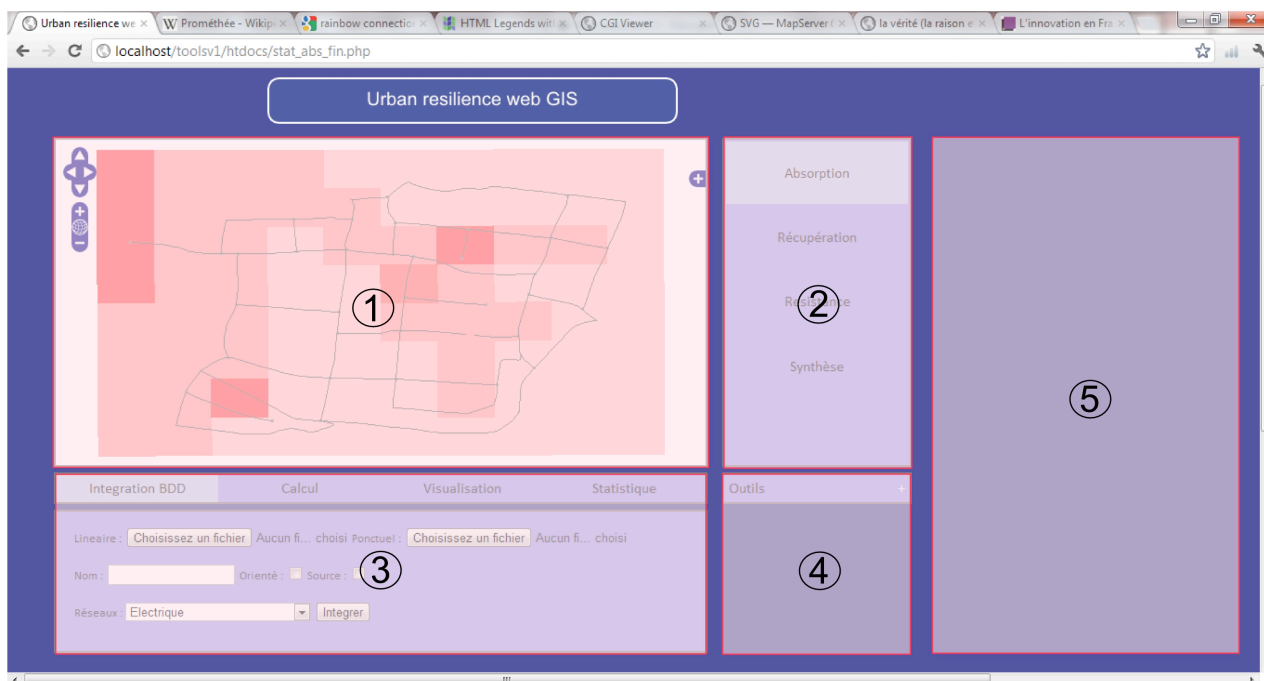 Urban resilience we
W Prométhée - Wikip
rainbow connectio
HTML Legends wit
CGI Viewer
SVG — MapServer (
la vérité (la raison e
L'innovation en Fra
localhost/toolsv1/htdocs/stat_abs_fin.php
Urban resilience web GIS
①
Absorption
Récupération
Resistance
②
Synthèse
⑤
Integration BDD Calcul Visualisation Statistique
Lineaire : Choisissez un fichier Aucun fi... choisi Ponctuel : Choisissez un fichier Aucun fi... choisi
Nom : Orienté : Source :
③
Réseaux : Electrique Integrer
Outils +
④